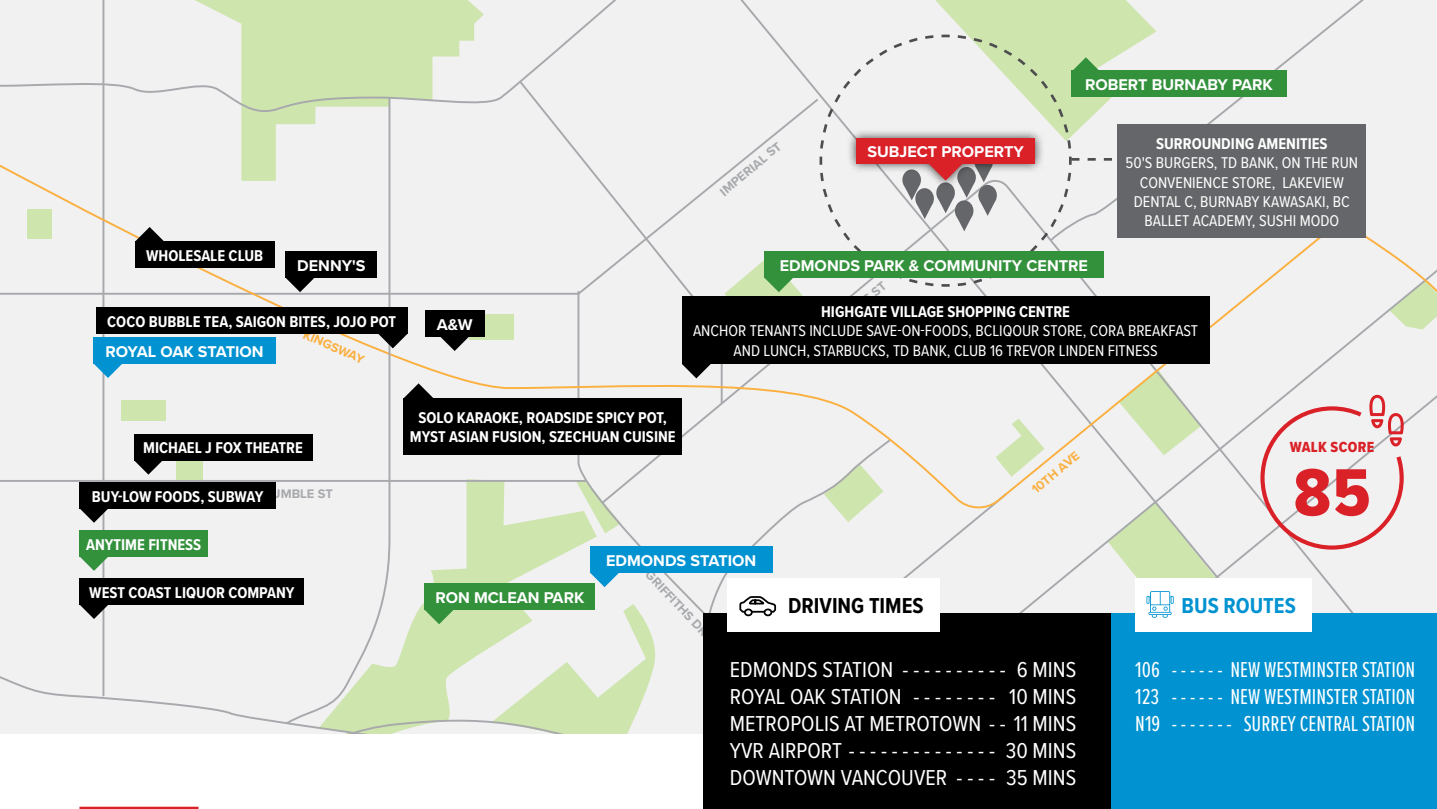 ROBERT BURNABY PARK
SURROUNDING AMENITIES
50'S BURGERS, TD BANK, ON THE RUN
CONVENIENCE STORE, LAKEVIEW
DENTAL C, BURNABY KAWASAKI, BC
BALLET ACADEMY, SUSHI MODO
SUBJECT PROPERTY
IMPERIAL ST
WHOLESALE CLUB
DENNY'S
EDMONDS PARK & COMMUNITY CENTRE
ST
COCO BUBBLE TEA, SAIGON BITES, JOJO POT
A&W
HIGHGATE VILLAGE SHOPPING CENTRE
ANCHOR TENANTS INCLUDE SAVE-ON-FOODS, BCLIQOUR STORE, CORA BREAKFAST
AND LUNCH, STARBUCKS, TD BANK, CLUB 16 TREVOR LINDEN FITNESS
KINGSWAY
ROYAL OAK STATION
SOLO KARAOKE, ROADSIDE SPICY POT,
MYST ASIAN FUSION, SZECHUAN CUISINE
MICHAEL J FOX THEATRE
WALK SCORE
85
10TH AVE
BUY-LOW FOODS, SUBWAY
UMBLE ST
ANYTIME FITNESS
EDMONDS STATION
WEST COAST LIQUOR COMPANY
RON MCLEAN PARK
GRIFFITHS DR
DRIVING TIMES
EDMONDS STATION - - - - - - - - - - 6 MINS
ROYAL OAK STATION - - - - - - - - 10 MINS
METROPOLIS AT METROTOWN - - 11 MINS
YVR AIRPORT - - - - - - - - - - - - - - 30 MINS
DOWNTOWN VANCOUVER - - - - 35 MINS
BUS ROUTES
106 - - - - - - NEW WESTMINSTER STATION
123 - - - - - - NEW WESTMINSTER STATION
N19 - - - - - - - SURREY CENTRAL STATION